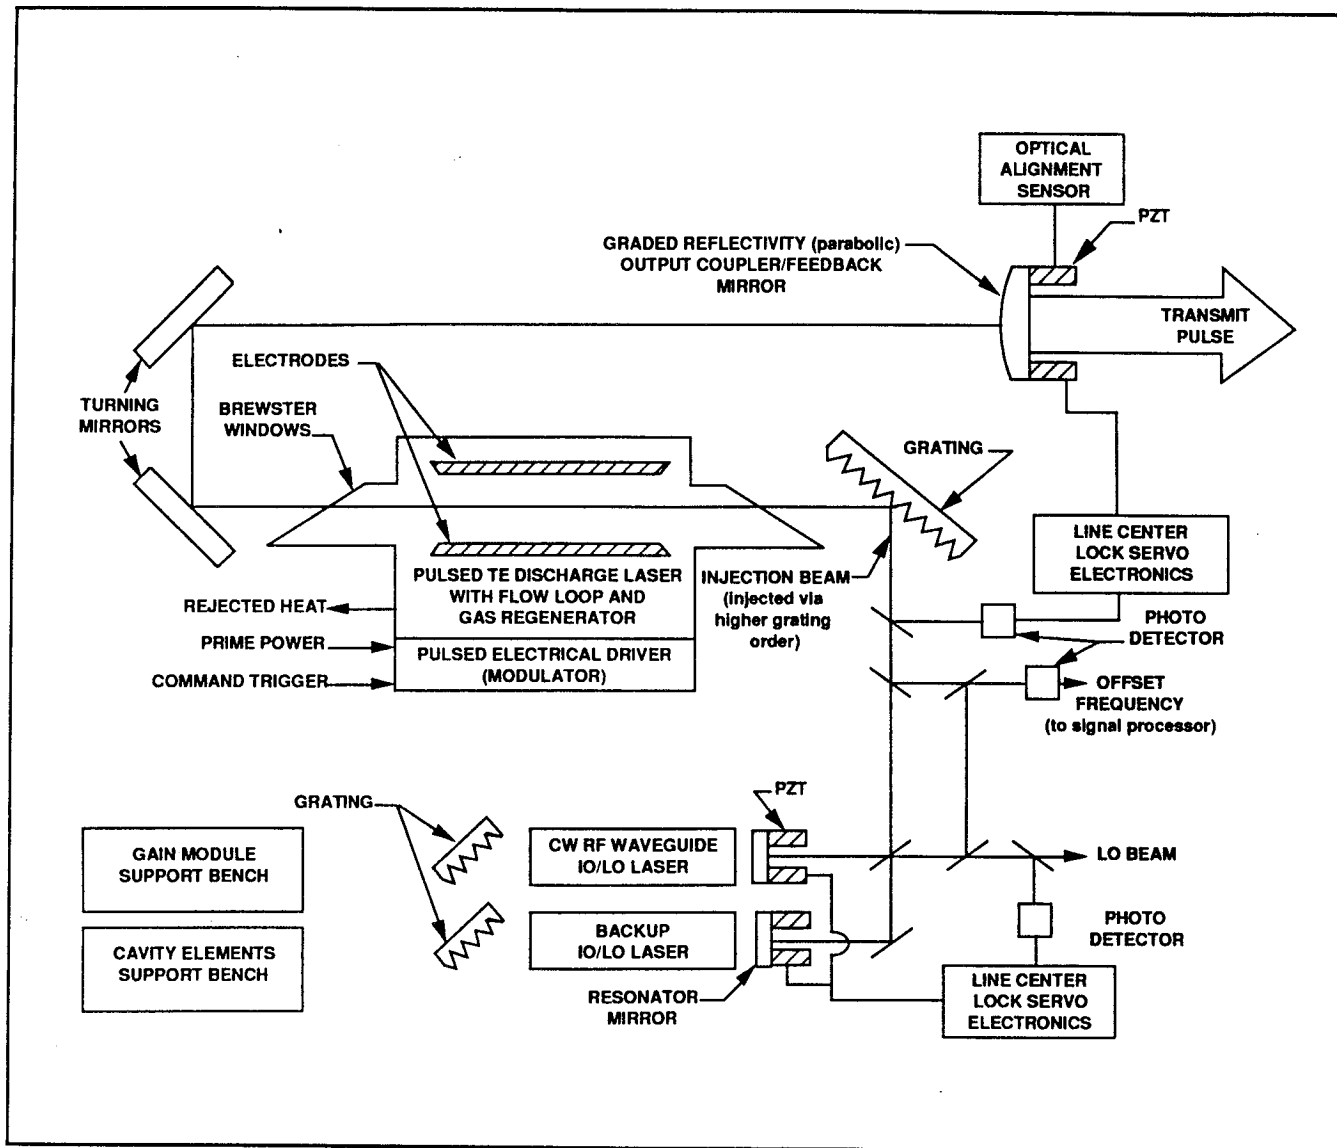 OPTICAL
ALIGNMENT
SENSOR
PZT
GRADED REFLECTIVITY (parabolic)
OUTPUT COUPLER/FEEDBACK
MIRROR
TRANSMIT
PULSE
ELECTRODES
TURNING
MIRRORS
BREWSTER
WINDOWS
GRATING
LINE CENTER
LOCK SERVO
ELECTRONICS
PULSED TE DISCHARGE LASER
WITH FLOW LOOP AND
GAS REGENERATOR
INJECTION BEAM
(injected via
higher grating
order)
REJECTED HEAT
PRIME POWER
COMMAND TRIGGER
PULSED ELECTRICAL DRIVER
(MODULATOR)
PHOTO
DETECTOR
OFFSET
FREQUENCY
(to signal processor)
GRATING
PZT
GAIN MODULE
SUPPORT BENCH
CW RF WAVEGUIDE
IO/LO LASER
LO BEAM
CAVITY ELEMENTS
SUPPORT BENCH
BACKUP
IO/LO LASER
PHOTO
DETECTOR
RESONATOR
MIRROR
LINE CENTER
LOCK SERVO
ELECTRONICS